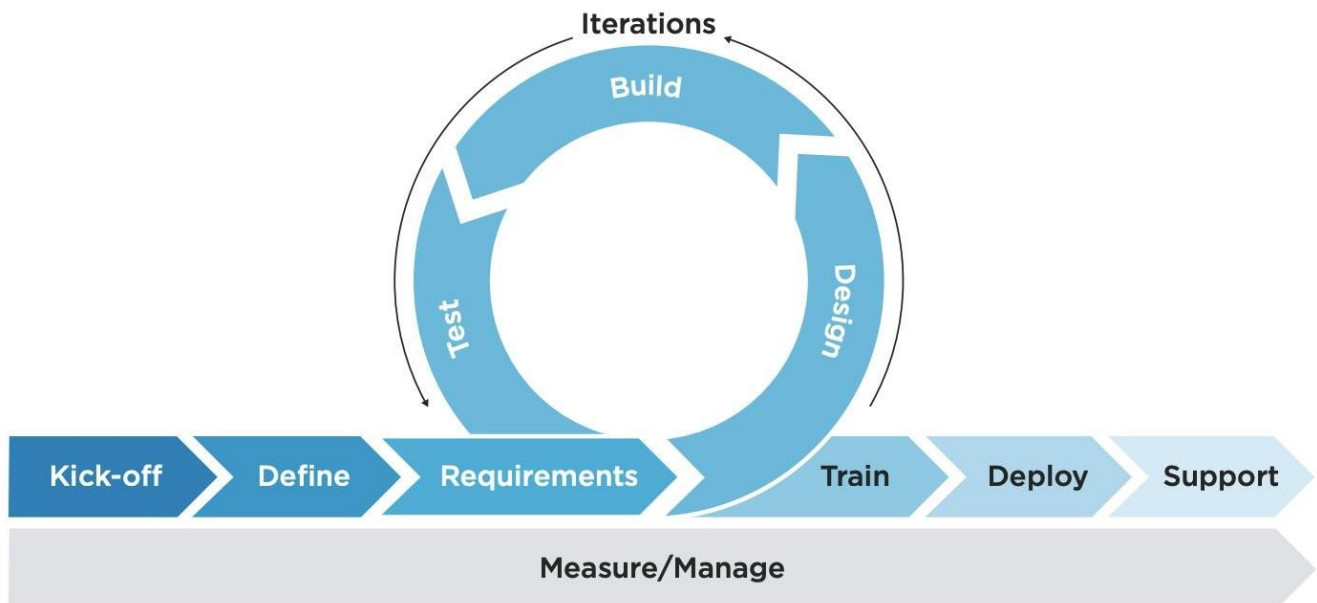 Iterations
Build
Test
Design
Kick-off
Define
Requirements
Train
Deploy
Support
Measure/Manage